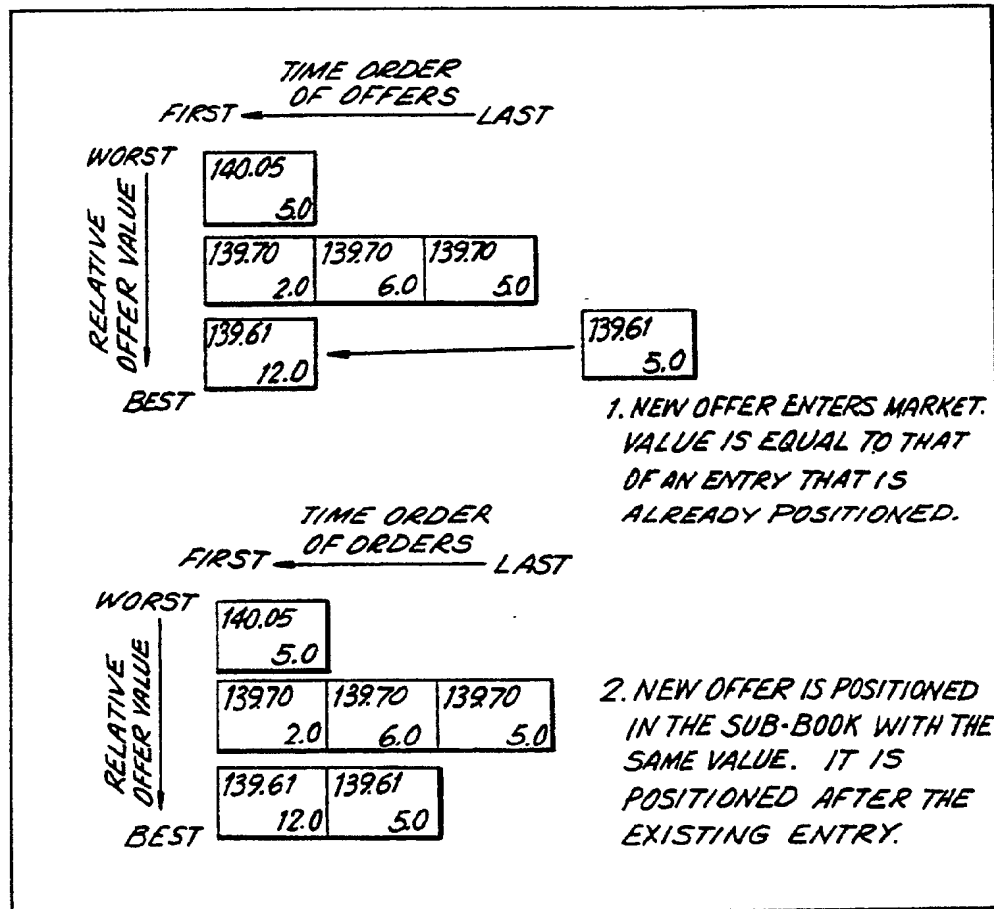 TIME ORDER
OF OFFERS
FIRST LAST
WORST
RELATIVE
OFFER VALUE
BEST
140.05
5.0
139.70 139.70 139.70
2.0 6.0 5.0
139.61 139.61
12.0 5.0
1. NEW OFFER ENTERS MARKET.
VALUE IS EQUAL TO THAT
OF AN ENTRY THAT IS
ALREADY POSITIONED.
TIME ORDER
OF ORDERS
FIRST LAST
WORST
RELATIVE
OFFER VALUE
BEST
140.05
5.0
139.70 139.70 139.70
2.0 6.0 5.0
139.61 139.61
12.0 5.0
2. NEW OFFER IS POSITIONED
IN THE SUB-BOOK WITH THE
SAME VALUE. IT IS
POSITIONED AFTER THE
EXISTING ENTRY.